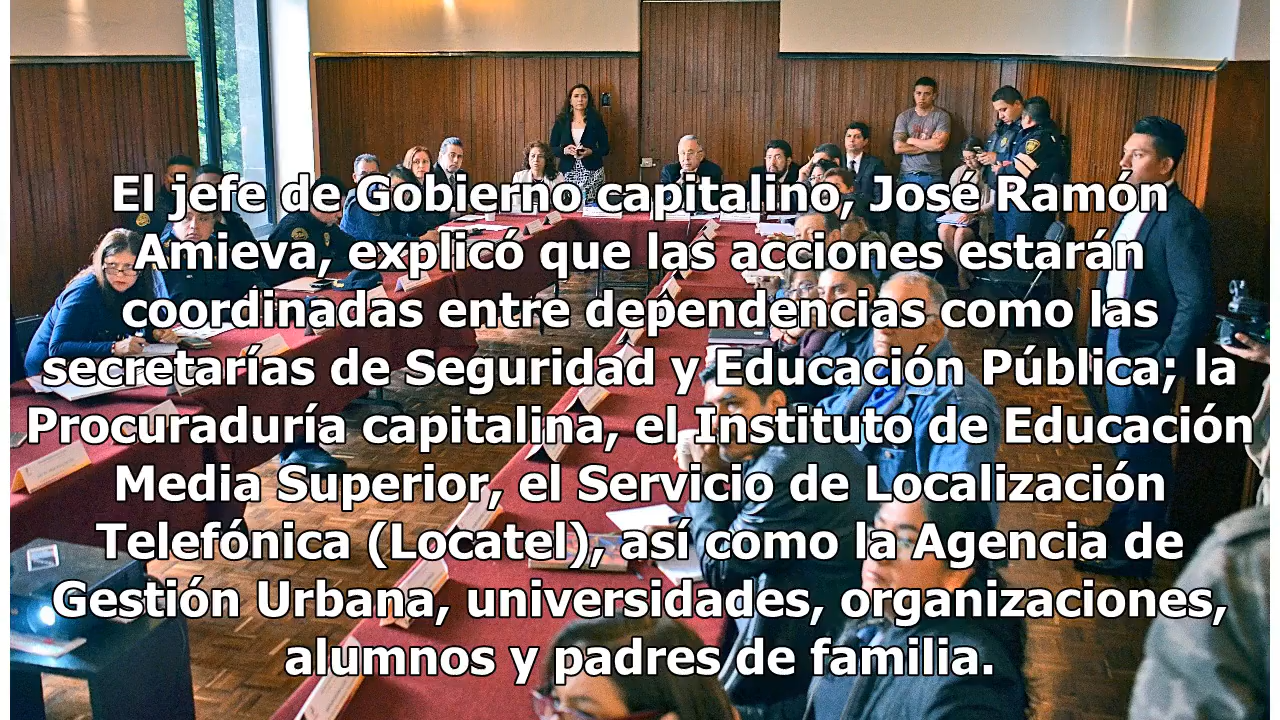 El jefe de Gobierno capitalino, José Ramón
Amieva, explicó que las acciones estarán
coordinadas entre dependencias como las
secretarías de Seguridad y Educación Pública; la
Procuraduría capitalina, el Instituto de Educación
Media Superior, el Servicio de Localización
Telefónica (Locatel), así como la Agencia de
Gestión Urbana, universidades, organizaciones,
alumnos y padres de familia.